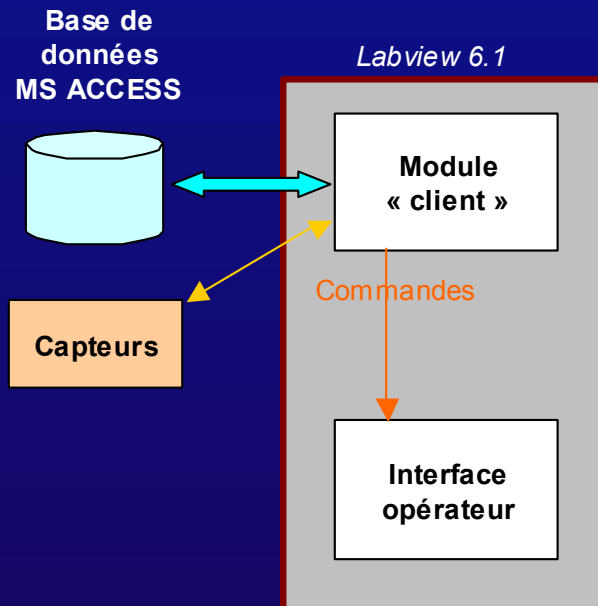 Base de
données
MS ACCESS
Labview 6.1
Module
« client »
Commandes
Capteurs
Interface
opérateur